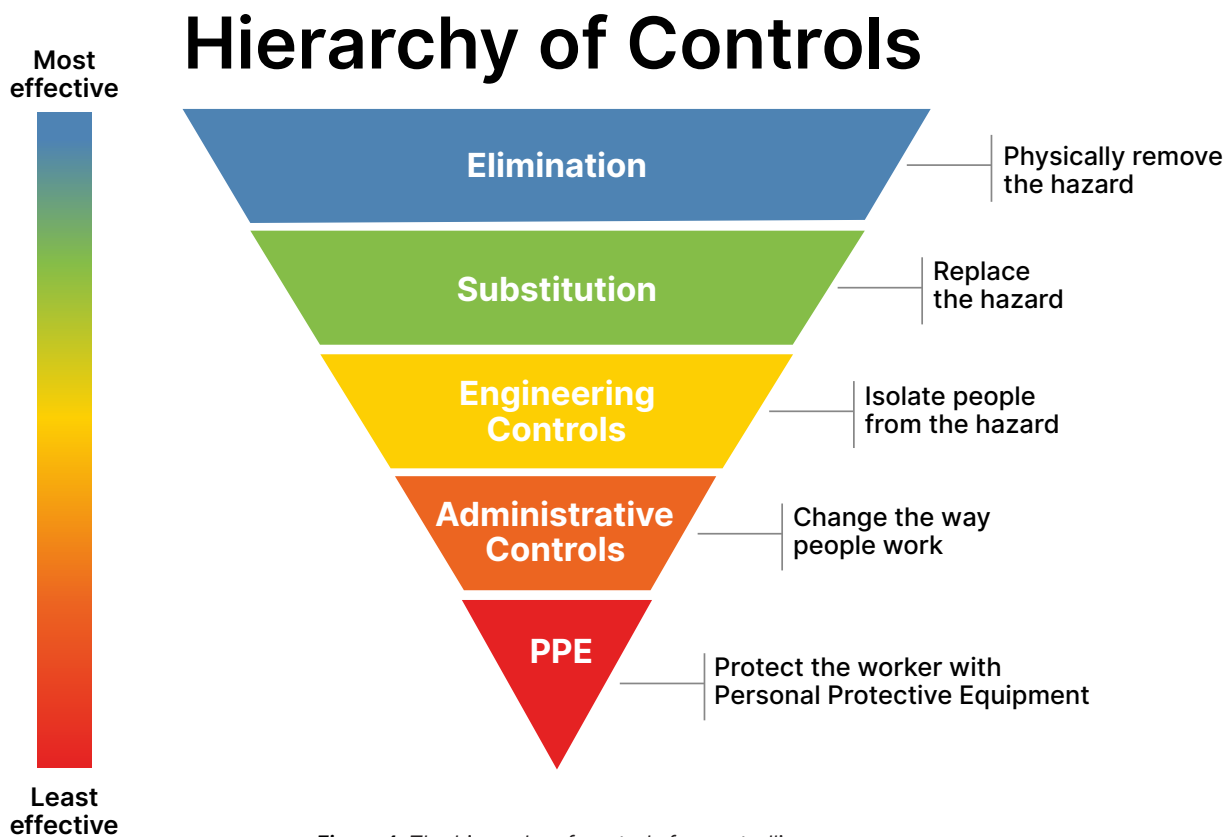 Hierarchy of Controls
Most
effective
Elimination
Physically remove
the hazard
Substitution
Replace
the hazard
Engineering
Controls
Isolate people
from the hazard
Administrative
Controls
Change the way
people work
PPE
Protect the worker with
Personal Protective Equipment
Least
effective